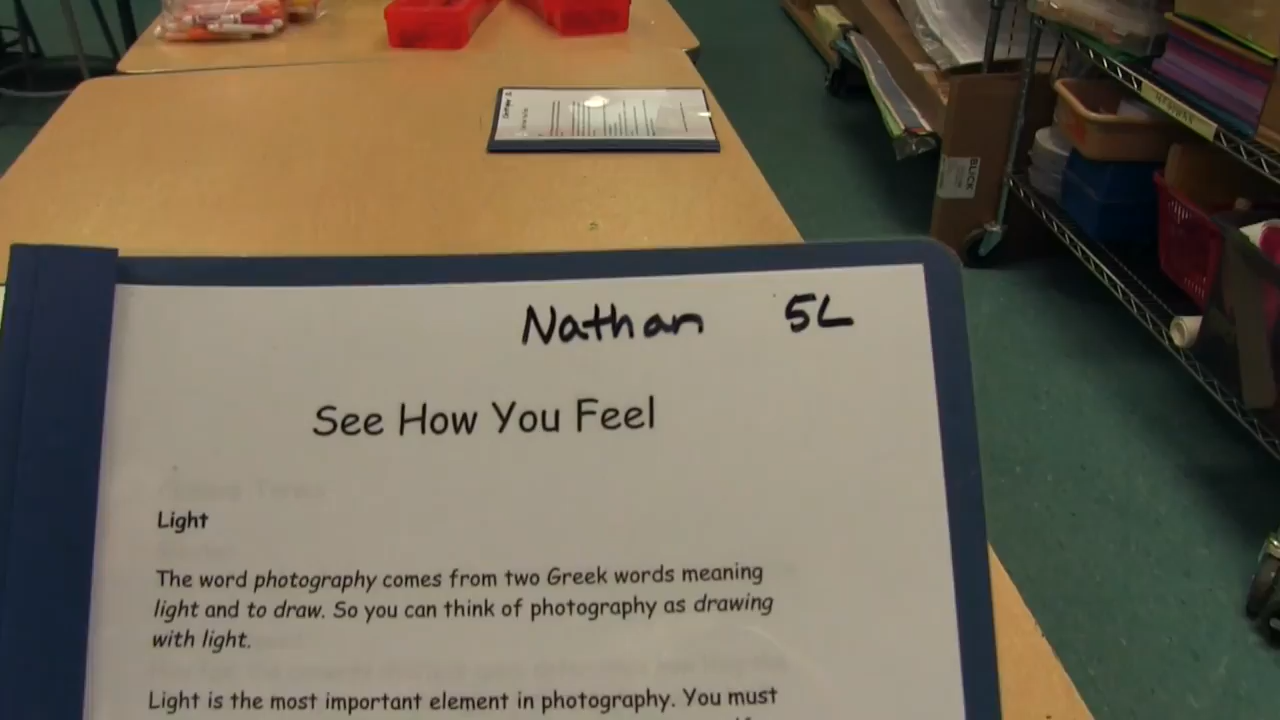 Nathan 5L
See How You Feel
Light
The word photography comes from two Greek words meaning
light and to draw. So you can think of photography as drawing
with light.
Light is the most important element in photography. You must
BLICK